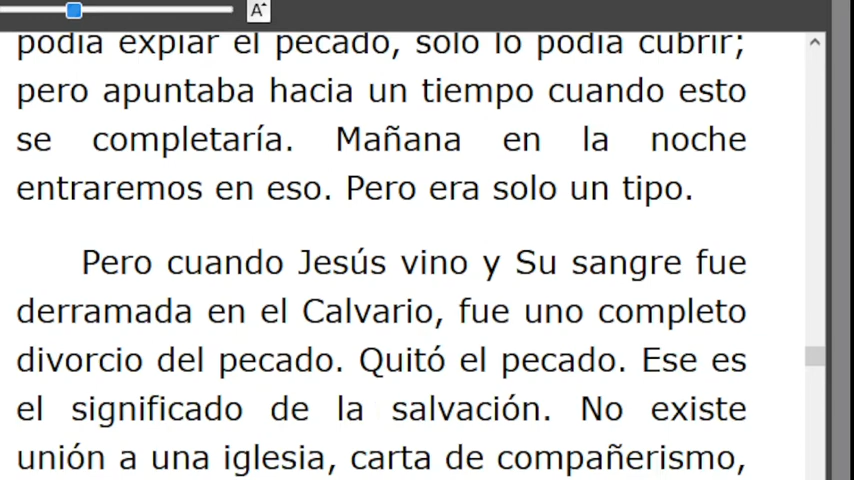 A
podía expiar el pecado, solo lo podía cubrir;
pero apuntaba hacia un tiempo cuando esto
se completaría. Mañana en la noche
entraremos en eso. Pero era solo un tipo.
Pero cuando Jesús vino y Su sangre fue
derramada en el Calvario, fue uno completo
divorcio del pecado. Quitó el pecado. Ese es
el significado de la salvación. No existe
unión a una iglesia, carta de compañerismo,